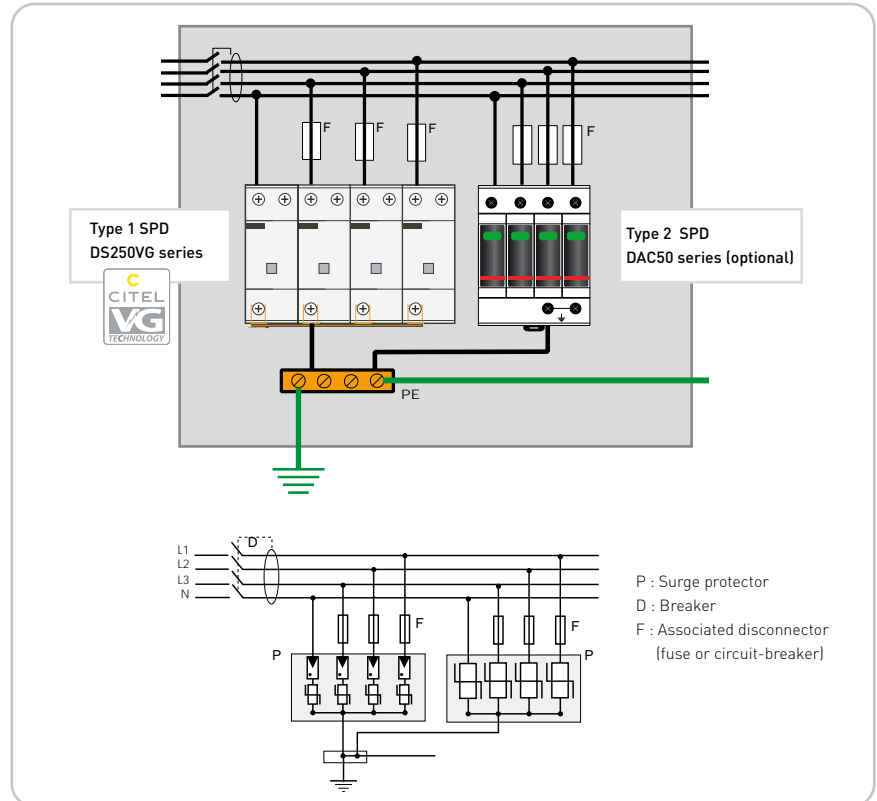 F
F
F
F
Type 1 SPD
DS250VG series
C
CITEL
VG
TECHNOLOGY
Type 2 SPD
DAC50 series (optional)
PE
D
L1
L2
L3
N
F
F
P
P
P : Surge protector
D : Breaker
F : Associated disconnector
(fuse or circuit-breaker)